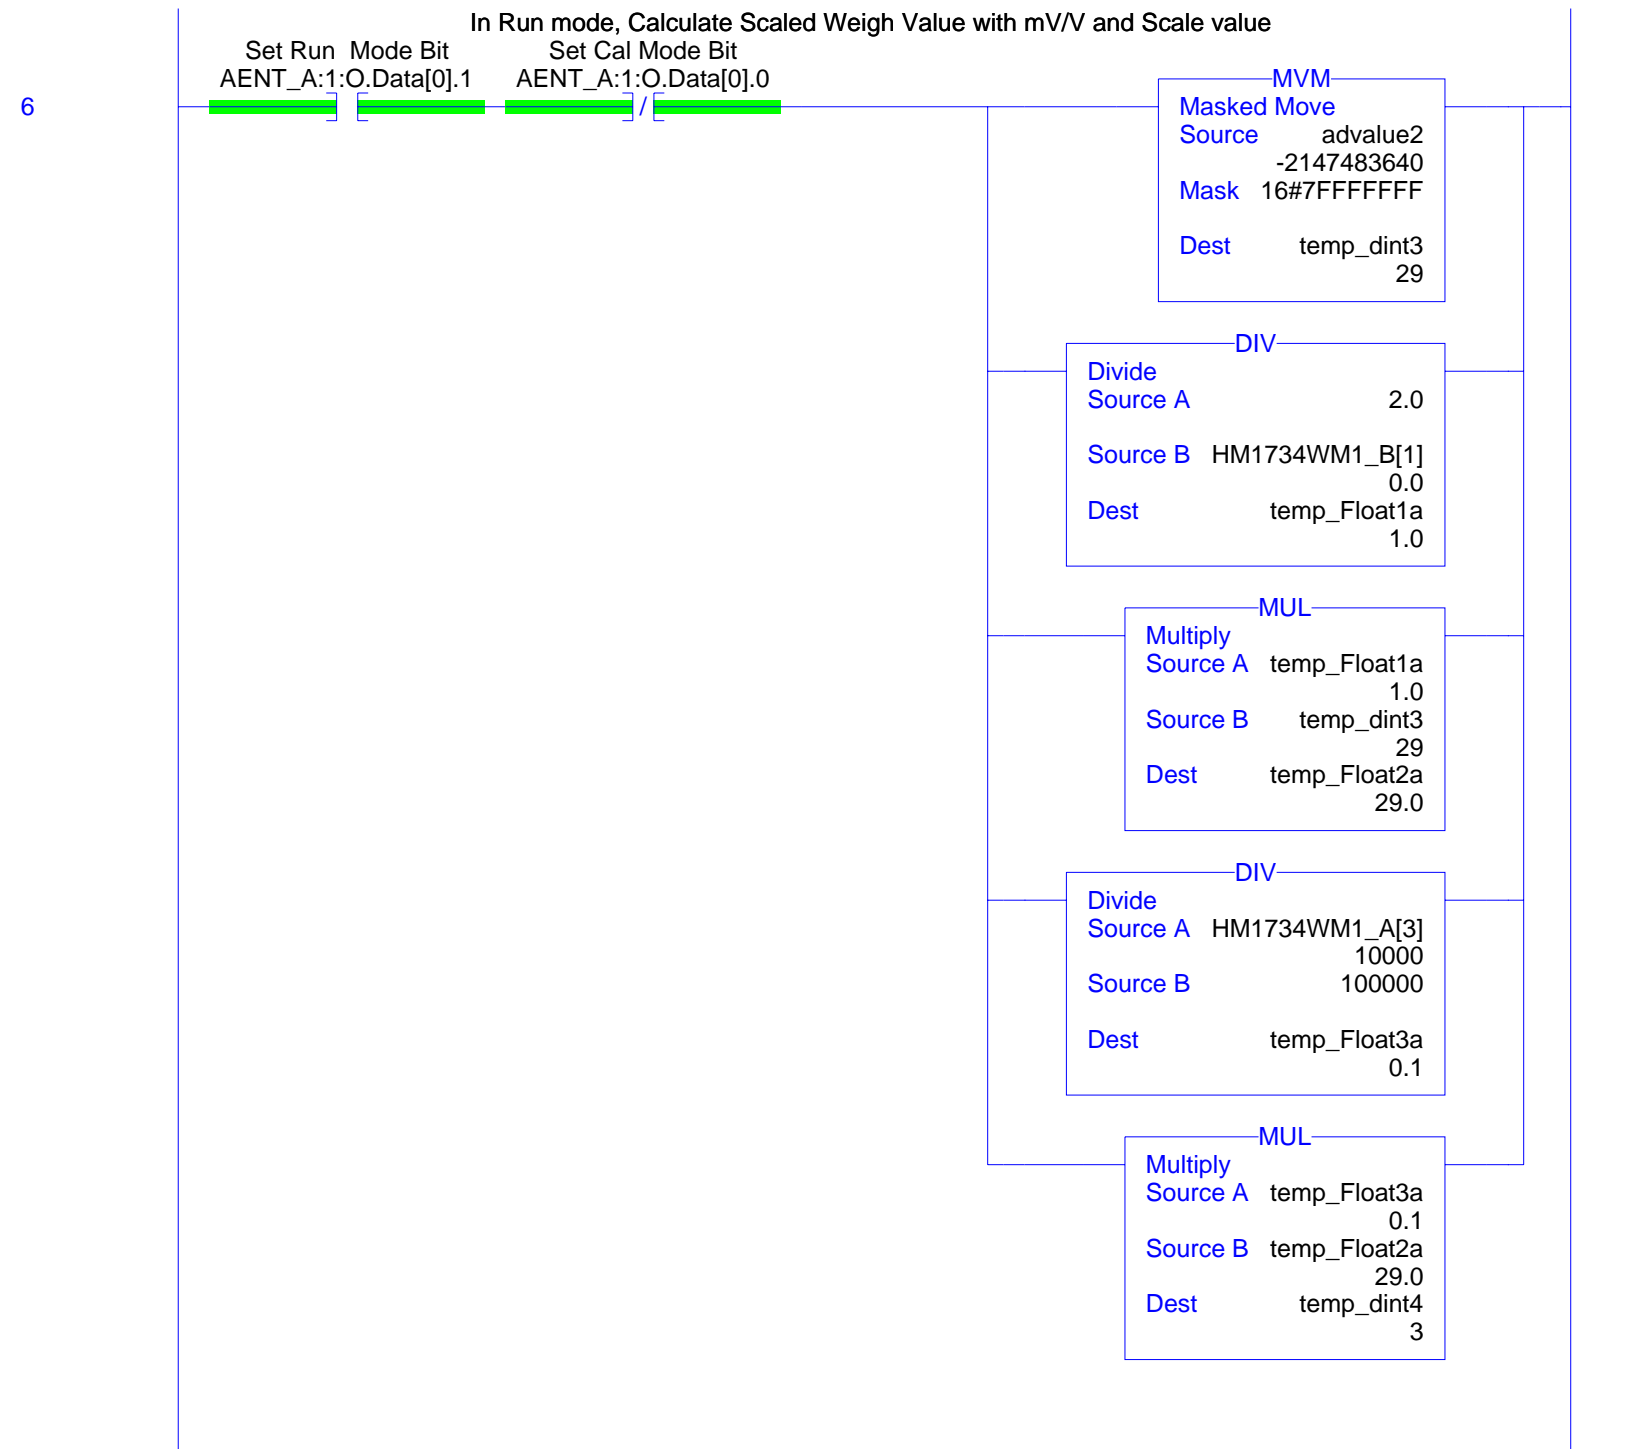 In Run mode, Calculate Scaled Weigh Value with mV/V and Scale value
Set Run  Mode Bit
AENT_A:1:O.Data[0].1
Set Cal Mode Bit
AENT_A:1:O.Data[0].0
/
6
MVM
Masked Move
Source advalue2
-2147483640
Mask 16#7FFFFFFF
Dest temp_dint3
29
DIV
Divide
Source A 2.0
Source B HM1734WM1_B[1]
0.0
Dest temp_Float1a
1.0
MUL
Multiply
Source A temp_Float1a
1.0
Source B temp_dint3
29
Dest temp_Float2a
29.0
DIV
Divide
Source A HM1734WM1_A[3]
10000
Source B 100000
Dest temp_Float3a
0.1
MUL
Multiply
Source A temp_Float3a
0.1
Source B temp_Float2a
29.0
Dest temp_dint4
3